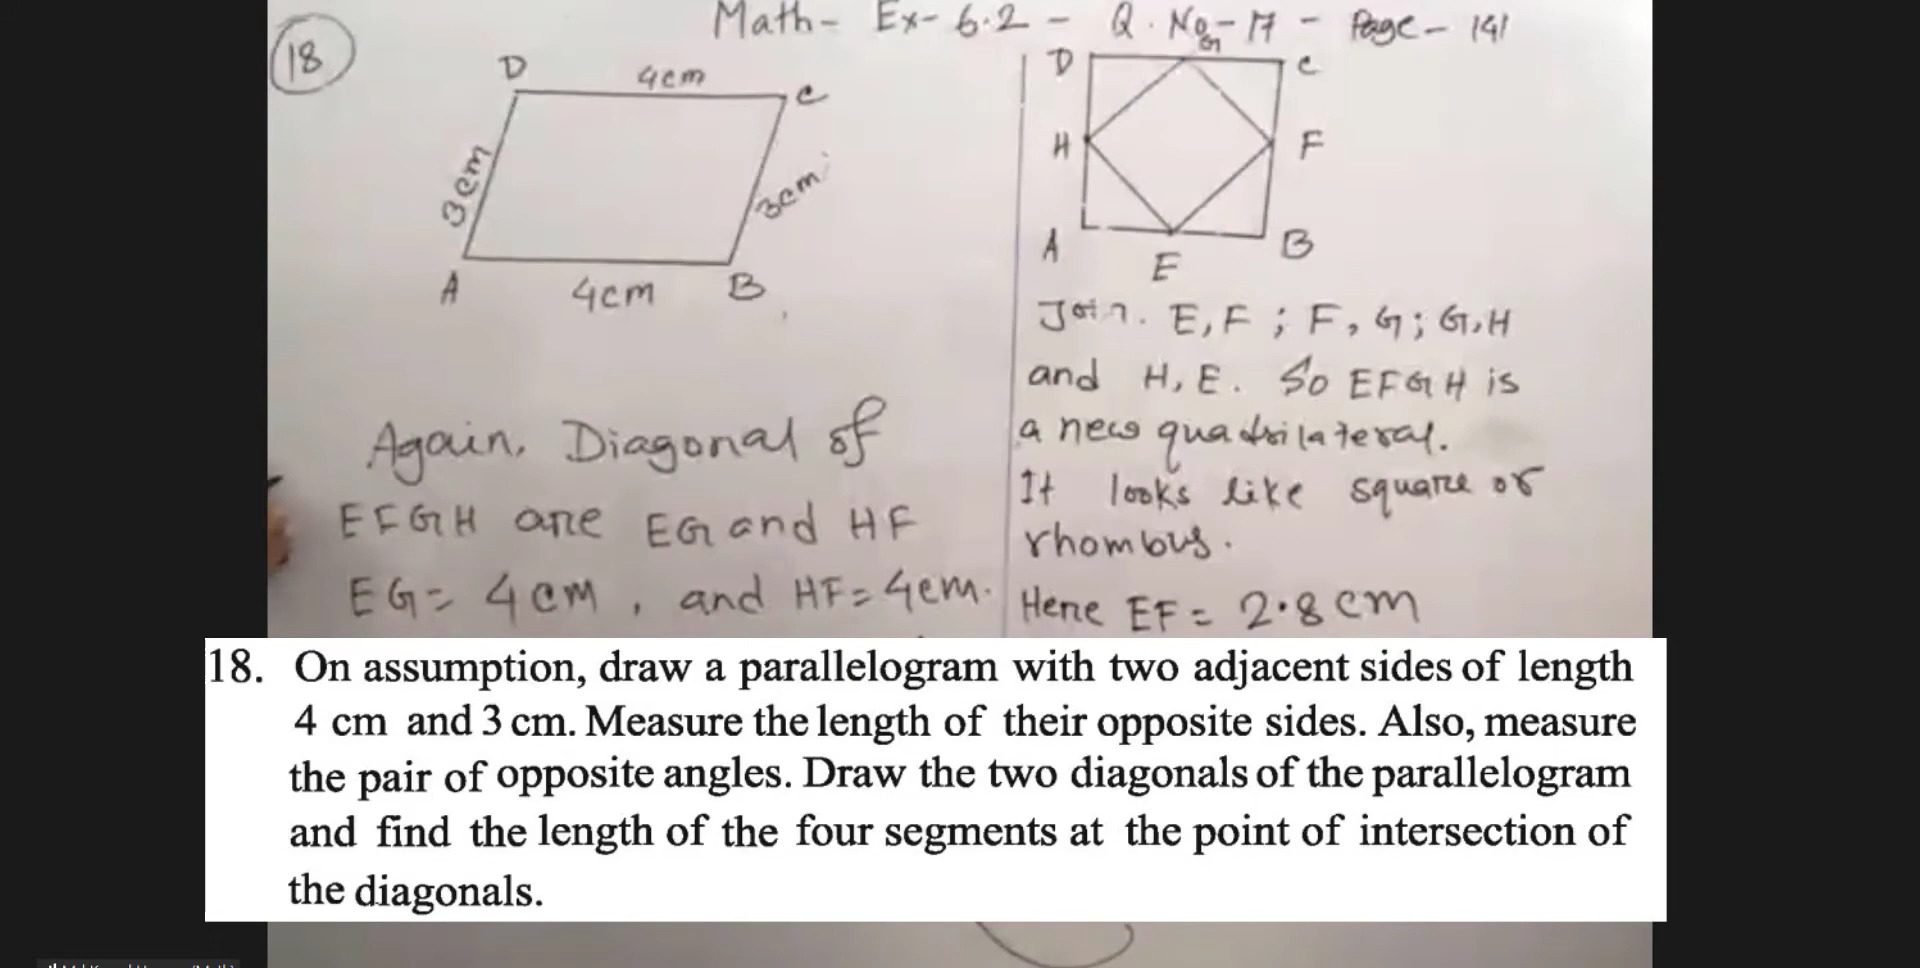 Math- Ex- 6.2 - Q. No- 17 - Page- 141
18
D 4cm C
3cm
3cm
A 4cm B
Again, Diagonal of
EFGH are EG and HF
EG= 4cm, and HF=4cm.
D G C
H F
A E B
Join. E,F ; F,G; G,H
and H,E. So EFGH is
a new quadrilateral.
It looks like square or
rhombus.
Here EF= 2.8cm
18. On assumption, draw a parallelogram with two adjacent sides of length
4 cm and 3 cm. Measure the length of their opposite sides. Also, measure
the pair of opposite angles. Draw the two diagonals of the parallelogram
and find the length of the four segments at the point of intersection of
the diagonals.